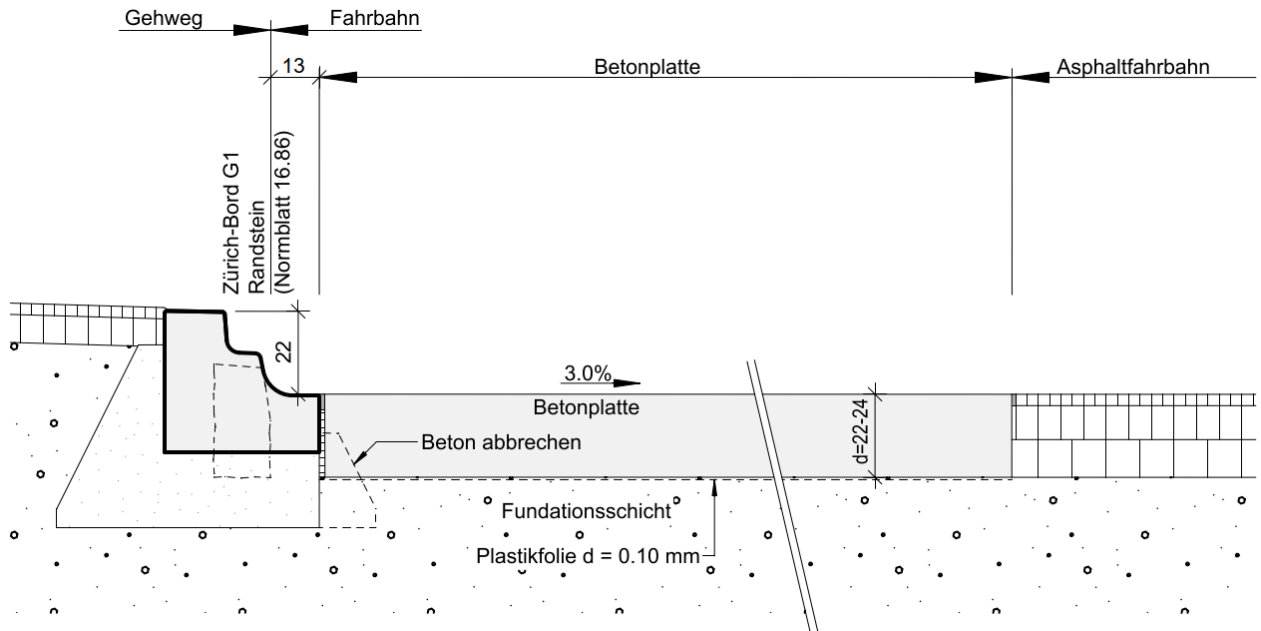 Gehweg
Fahrbahn
13
Betonplatte
Asphaltfahrbahn
Zürich-Bord G1
Randstein
(Normblatt 16.86)
22
3.0%
Betonplatte
d=22-24
Beton abbrechen
Fundationsschicht
Plastikfolie d = 0.10 mm